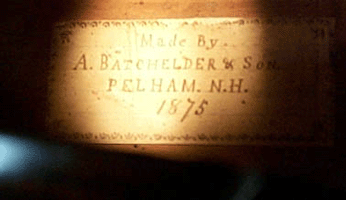 Made By.
A. BATCHELDER & SON
PELHAM. N.H.
1875